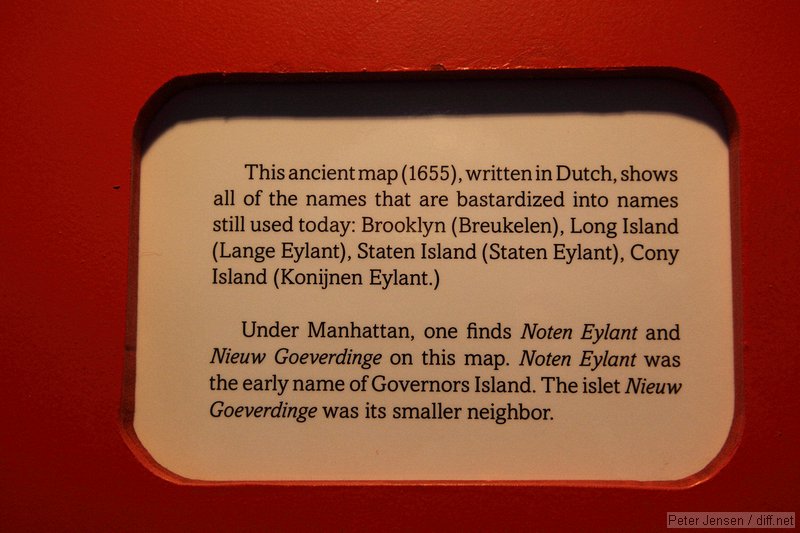 This ancient map (1655), written in Dutch, shows
all of the names that are bastardized into names
still used today: Brooklyn (Breukelen), Long Island
(Lange Eylant), Staten Island (Staten Eylant), Cony
Island (Konijnen Eylant.)
Under Manhattan, one finds Noten Eylant and
Nieuw Goeverdinge on this map. Noten Eylant was
the early name of Governors Island. The islet Nieuw
Goeverdinge was its smaller neighbor.
Peter Jensen / diff.net